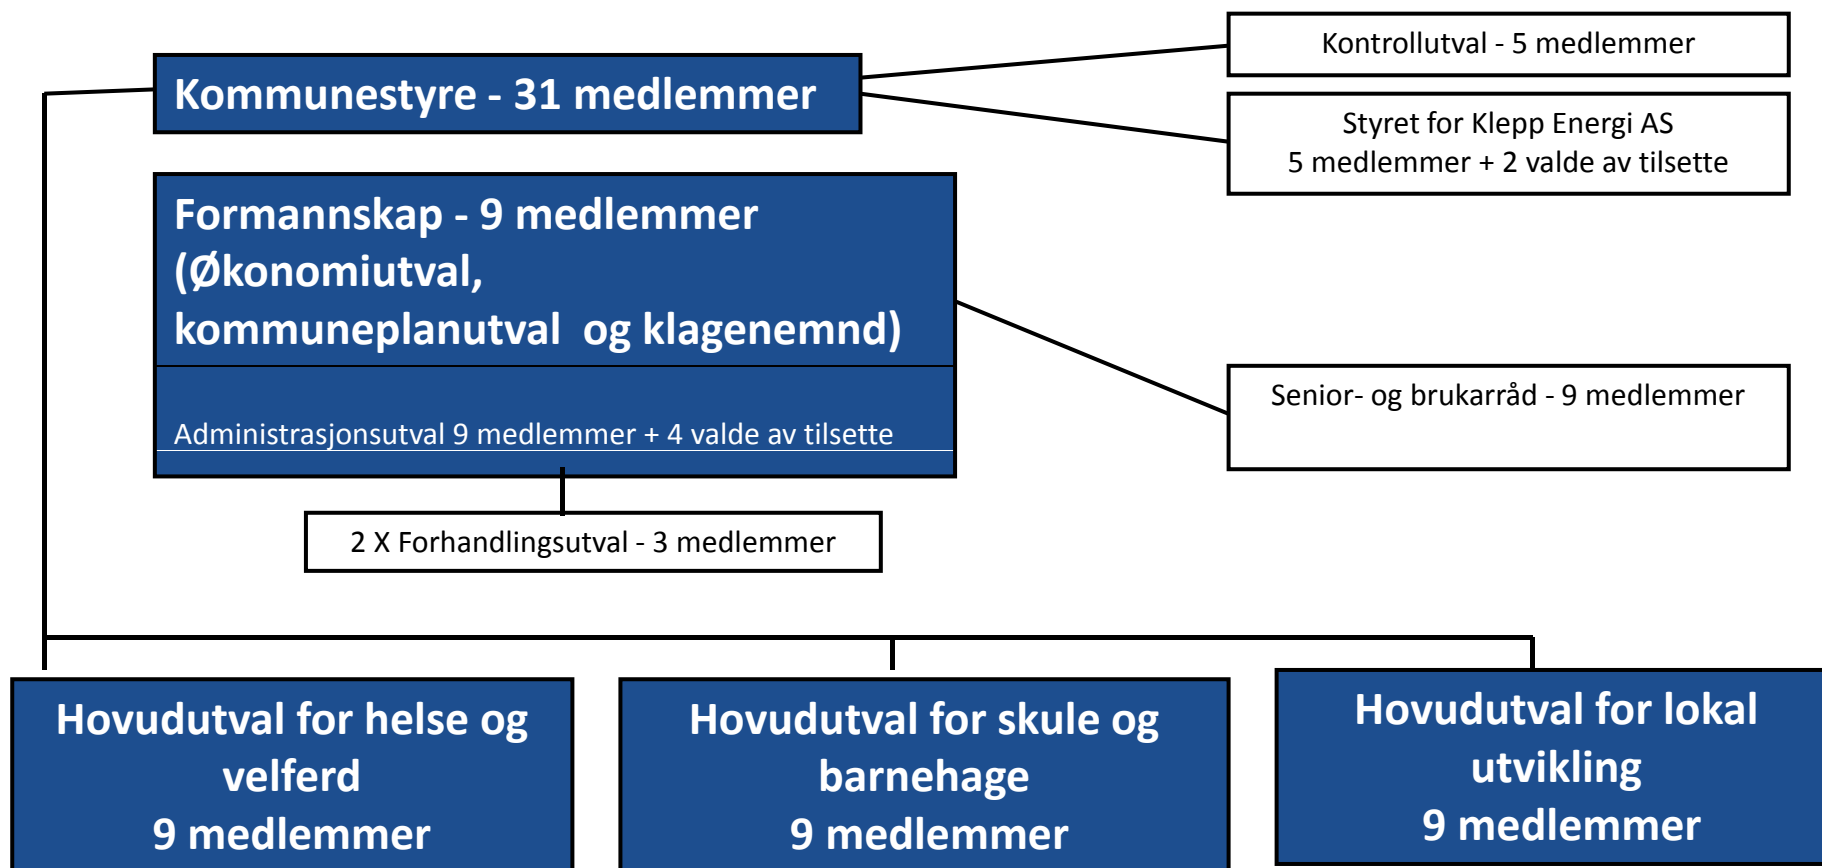 Kommunestyre - 31 medlemmer
Kontrollutval - 5 medlemmer
Styret for Klepp Energi AS
5 medlemmer + 2 valde av tilsette
Formannskap - 9 medlemmer
(Økonomiutval,
kommuneplanutval og klagenemnd)
Administrasjonsutval 9 medlemmer + 4 valde av tilsette
Senior- og brukarråd - 9 medlemmer
2 X Forhandlingsutval - 3 medlemmer
Hovudutval for helse og
velferd
9 medlemmer
Hovudutval for skule og
barnehage
9 medlemmer
Hovudutval for lokal
utvikling
9 medlemmer